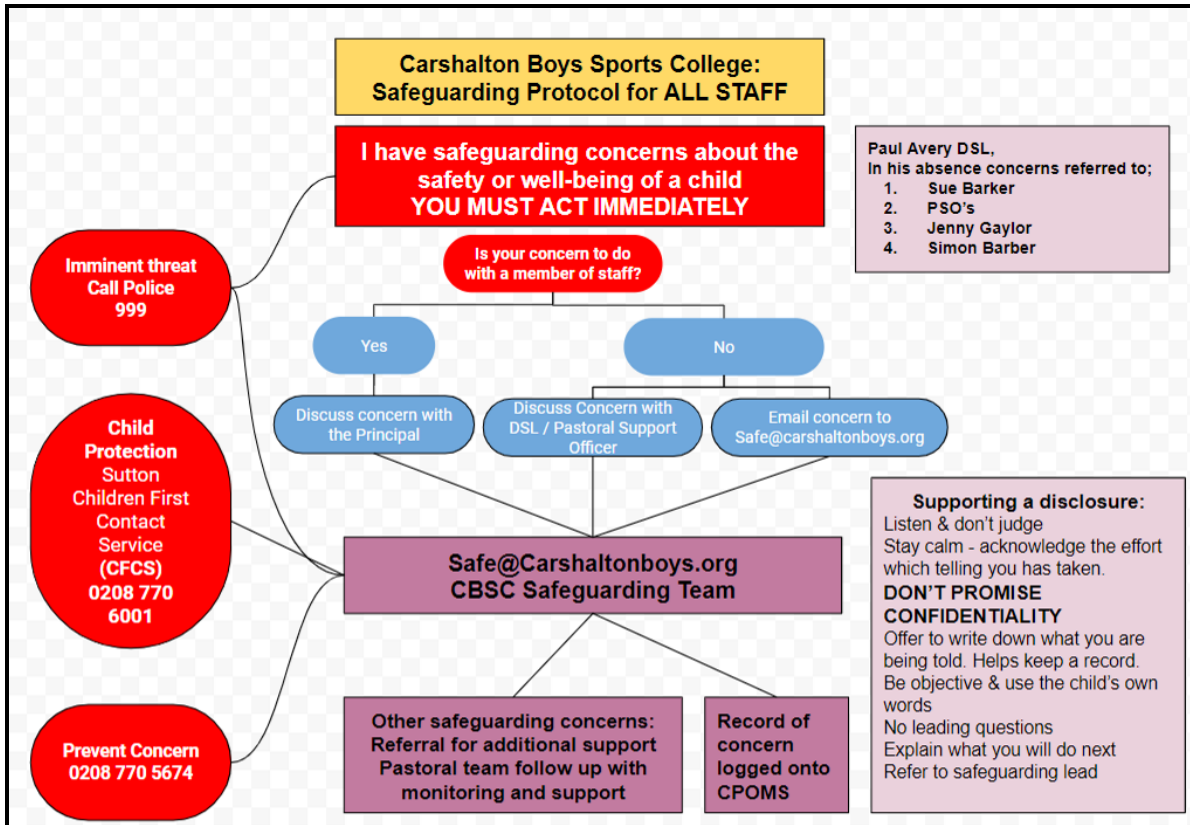 Carshalton Boys Sports College:
Safeguarding Protocol for ALL STAFF
I have safeguarding concerns about the
safety or well-being of a child
YOU MUST ACT IMMEDIATELY
Paul Avery DSL,
In his absence concerns referred to;
1. Sue Barker
2. PSO's
3. Jenny Gaylor
4. Simon Barber
Is your concern to do
with a member of staff?
Imminent threat
Call Police
999
Yes
No
Discuss concern with
the Principal
Discuss Concern with
DSL / Pastoral Support
Officer
Email concern to
Safe@carshaltonboys.org
Child
Protection
Sutton
Children First
Contact
Service
(CFCS)
0208 770
6001
Safe@Carshaltonboys.org
CBSC Safeguarding Team
Supporting a disclosure:
Listen & don't judge
Stay calm - acknowledge the effort
which telling you has taken.
DON'T PROMISE
CONFIDENTIALITY
Offer to write down what you are
being told. Helps keep a record.
Be objective & use the child's own
words
No leading questions
Explain what you will do next
Refer to safeguarding lead
Prevent Concern
0208 770 5674
Other safeguarding concerns:
Referral for additional support
Pastoral team follow up with
monitoring and support
Record of
concern
logged onto
CPOMS